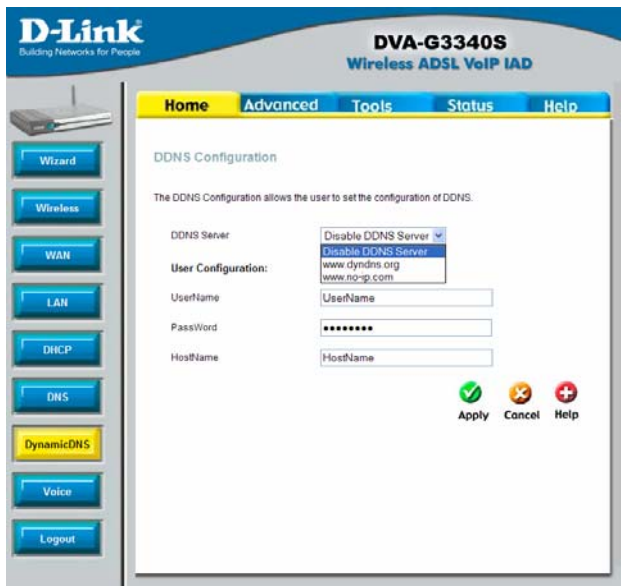 D-Link
Building Networks for People
DVA-G3340S
Wireless ADSL VoIP IAD
Home Advanced Tools Status Help
Wizard
Wireless
WAN
LAN
DHCP
DNS
DynamicDNS
Voice
Logout
DDNS Configuration
The DDNS Configuration allows the user to set the configuration of DDNS.
DDNS Server Disable DDNS Server
Disable DDNS Server
www.dyndns.org
www.no-ip.com
User Configuration:
UserName UserName
PassWord ••••••••
HostName HostName
Apply Cancel Help